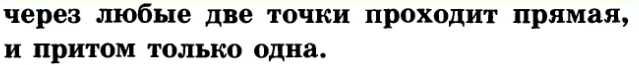 через любые две точки проходит прямая,
и притом только одна.